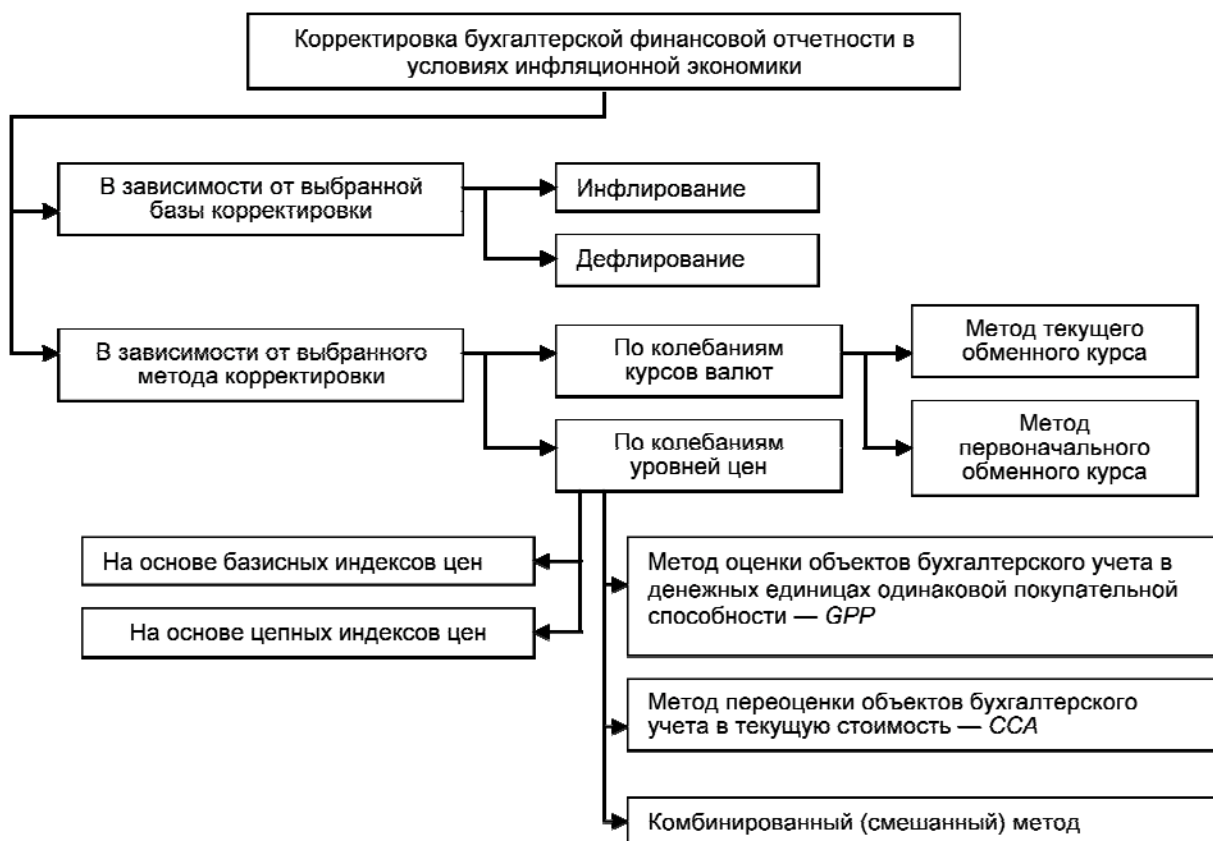 Корректировка бухгалтерской финансовой отчетности в
условиях инфляционной экономики
В зависимости от выбранной
базы корректировки
Инфлирование
Дефлирование
В зависимости от выбранного
метода корректировки
По колебаниям
курсов валют
Метод текущего
обменного курса
Метод
первоначального
обменного курса
По колебаниям
уровней цен
На основе базисных индексов цен
На основе цепных индексов цен
Метод оценки объектов бухгалтерского учета в
денежных единицах одинаковой покупательной
способности — GPP
Метод переоценки объектов бухгалтерского
учета в текущую стоимость — CCA
Комбинированный (смешанный) метод